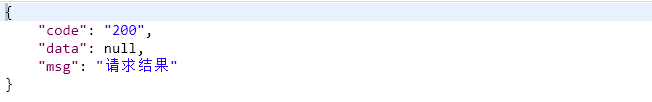 {
    "code": "200",
    "data": null,
    "msg": "请求结果"
}